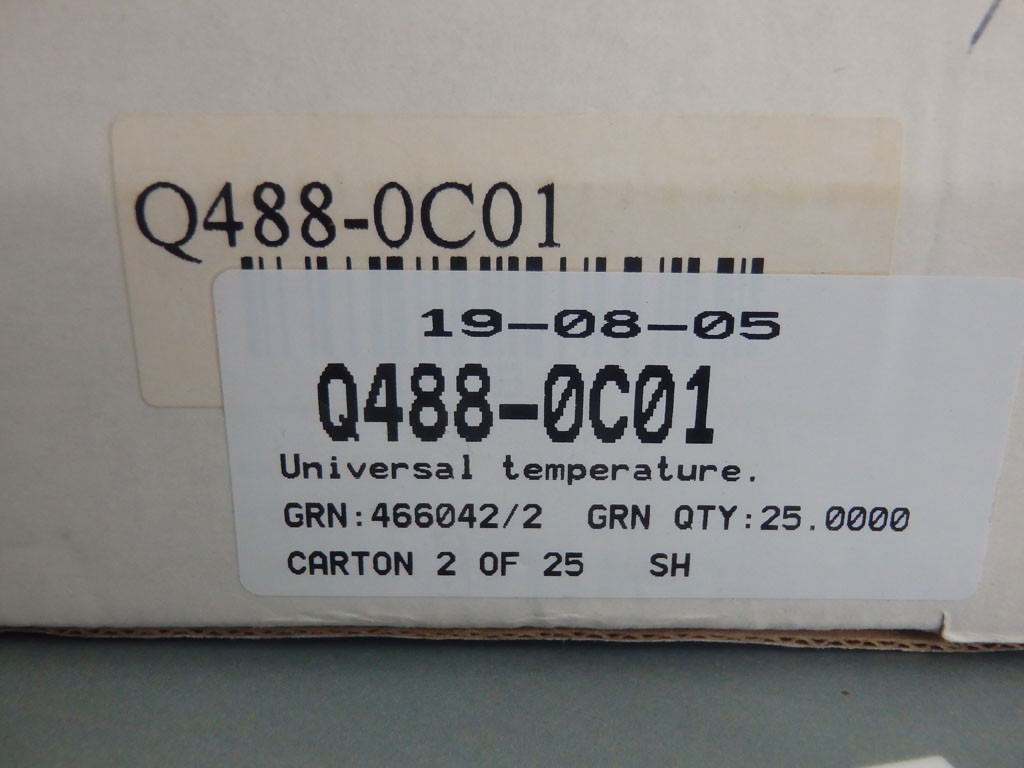 Q488-0C01
19-08-05
Q488-0C01
Universal temperature.
GRN:466042/2 GRN QTY:25.0000
CARTON 2 OF 25 SH